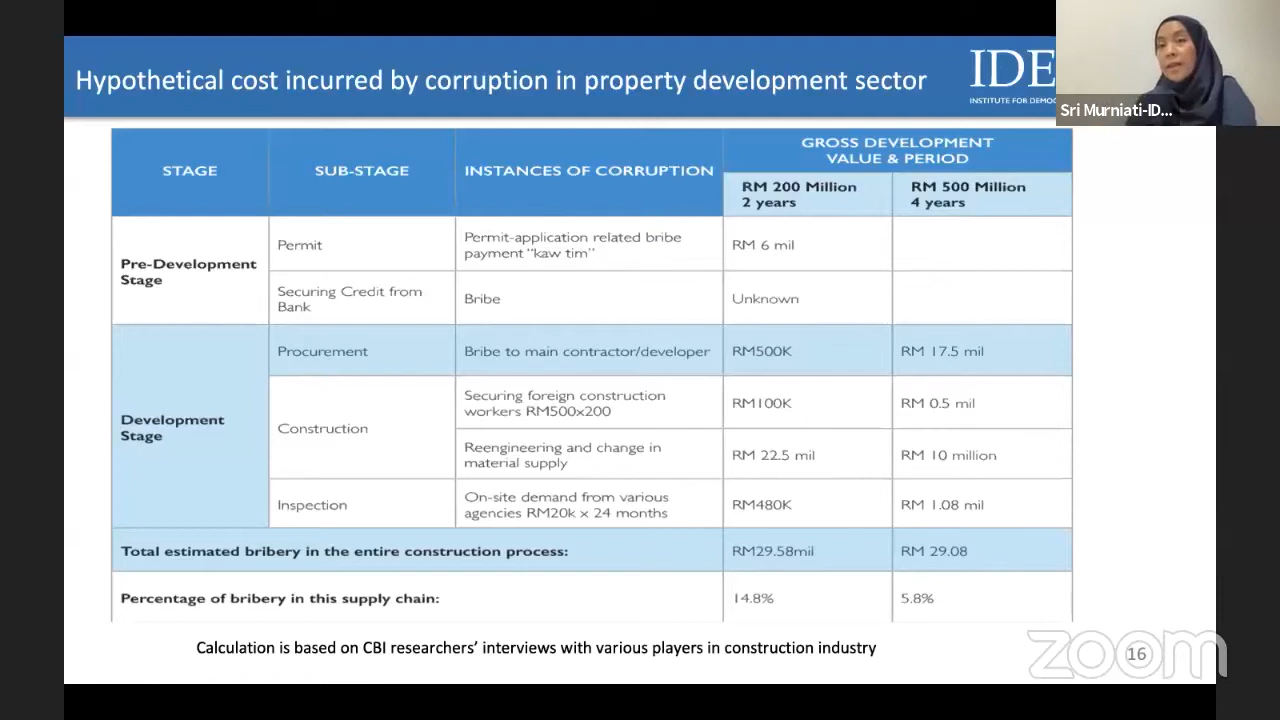 Hypothetical cost incurred by corruption in property development sector
IDE
INSTITUTE FOR DEMOC
Sri Murniati-ID...
STAGE
SUB-STAGE
INSTANCES OF CORRUPTION
GROSS DEVELOPMENT
VALUE & PERIOD
RM 200 Million
2 years
RM 500 Million
4 years
Pre-Development
Stage
Permit
Permit-application related bribe
payment "kaw tim"
RM 6 mil
Securing Credit from
Bank
Bribe
Unknown
Development
Stage
Procurement
Bribe to main contractor/developer
RM500K
RM 17.5 mil
Construction
Securing foreign construction
workers RM500x200
RM100K
RM 0.5 mil
Reengineering and change in
material supply
RM 22.5 mil
RM 10 million
Inspection
On-site demand from various
agencies RM20k x 24 months
RM480K
RM 1.08 mil
Total estimated bribery in the entire construction process:
RM29.58mil
RM 29.08
Percentage of bribery in this supply chain:
14.8%
5.8%
Calculation is based on CBI researchers' interviews with various players in construction industry
zoom
16